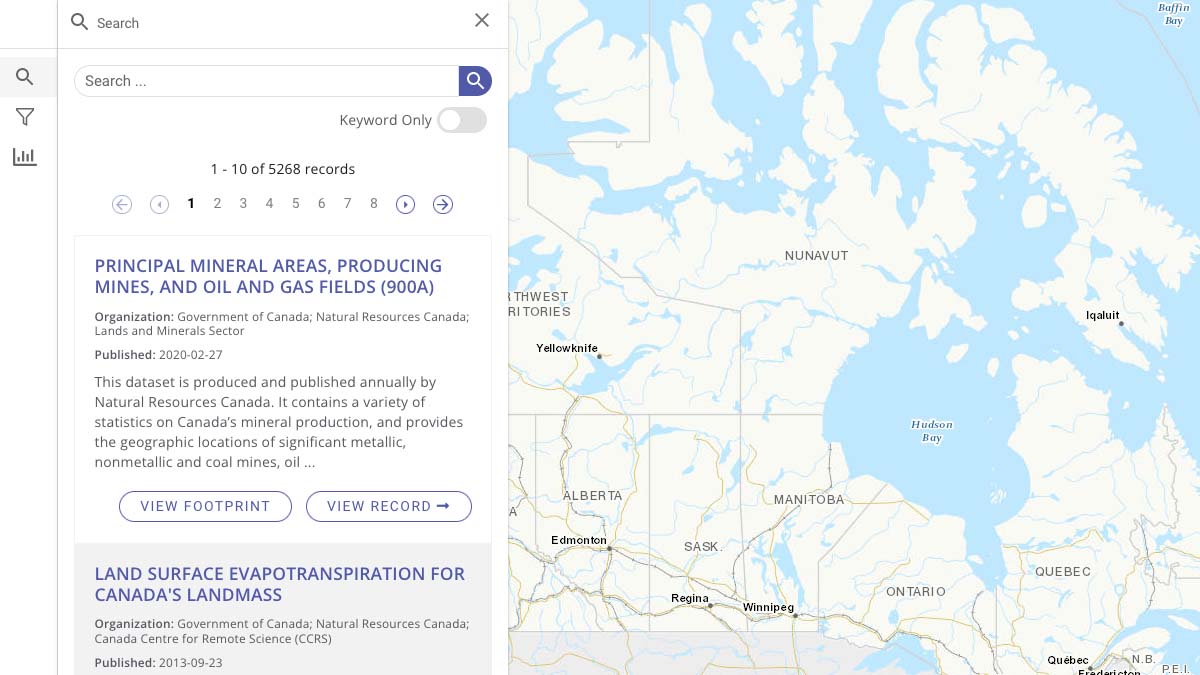 Search
Search ...
Keyword Only
1 - 10 of 5268 records
1 2 3 4 5 6 7 8
PRINCIPAL MINERAL AREAS, PRODUCING
MINES, AND OIL AND GAS FIELDS (900A)
Organization: Government of Canada; Natural Resources Canada;
Lands and Minerals Sector
Published: 2020-02-27
This dataset is produced and published annually by
Natural Resources Canada. It contains a variety of
statistics on Canada’s mineral production, and provides
the geographic locations of significant metallic,
nonmetallic and coal mines, oil ...
VIEW FOOTPRINT
VIEW RECORD
LAND SURFACE EVAPOTRANSPIRATION FOR
CANADA'S LANDMASS
Organization: Government of Canada; Natural Resources Canada;
Canada Centre for Remote Science (CCRS)
Published: 2013-09-23
Baffin
Bay
NUNAVUT
RTHWEST
RITORIES
Iqaluit
Yellowknife
Hudson
Bay
ALBERTA
MANITOBA
A
Edmonton
SASK.
QUEBEC
ONTARIO
Regina
Winnipeg
Québec
N.B.
P.E.I.
Fredericton